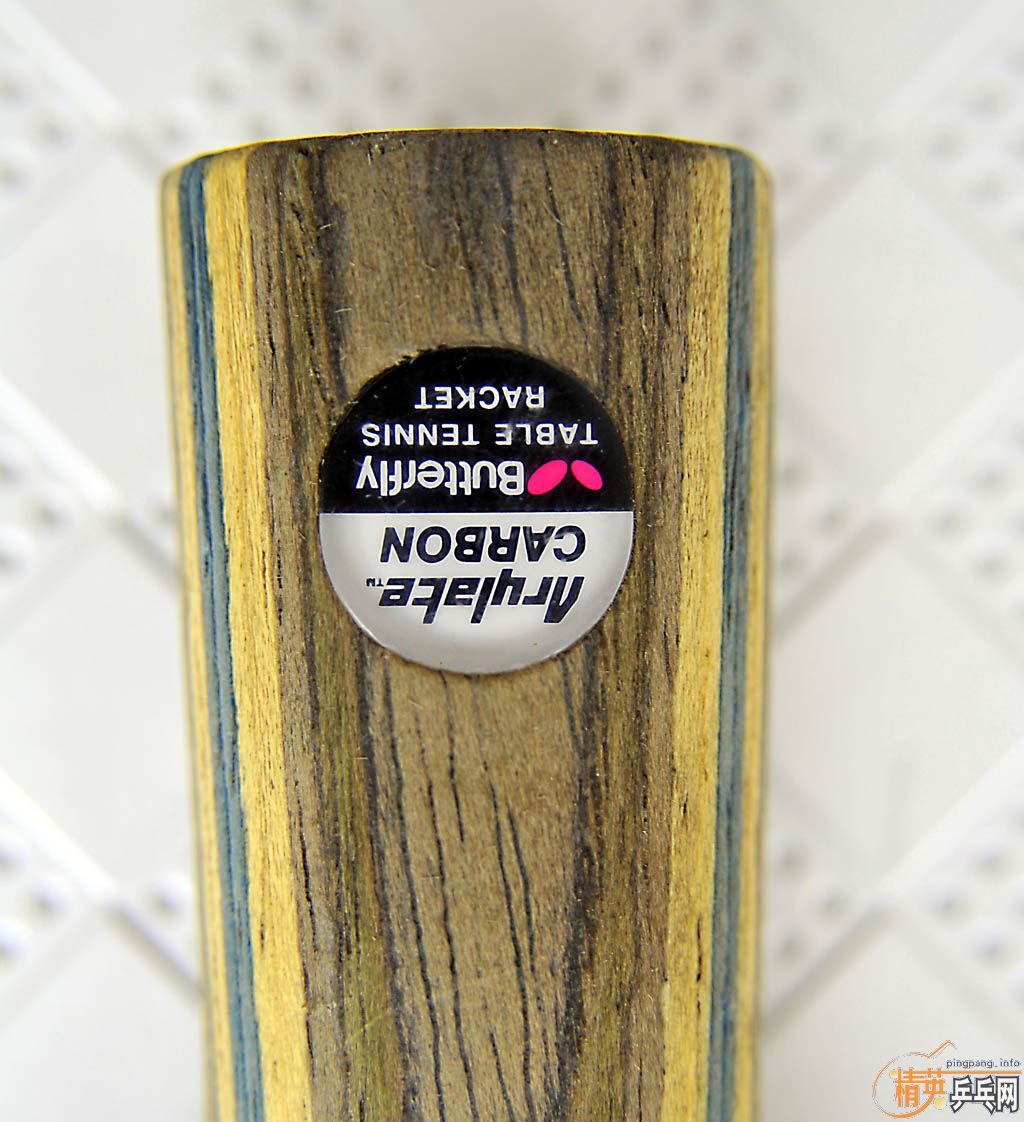 Arylate™
CARBON
Butterfly
TABLE TENNIS
RACKET
pingpang.info
精英乒乓网